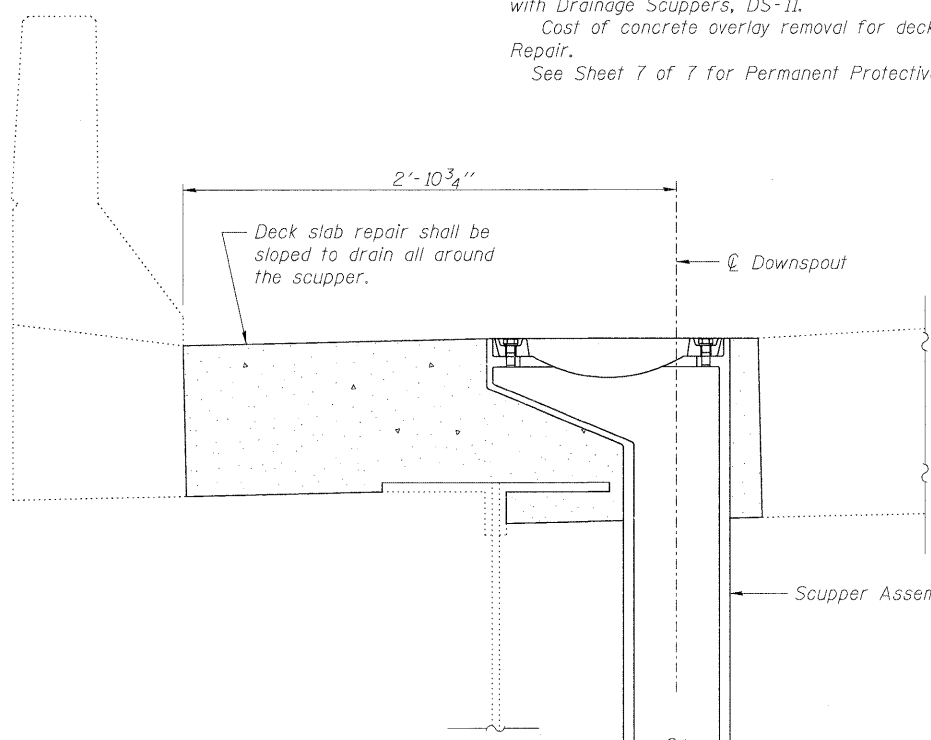 with Drainage Scuppers, DS-11.
Cost of concrete overlay removal for deck
Repair.
See Sheet 7 of 7 for Permanent Protective
2'-10 3/4"
Deck slab repair shall be
sloped to drain all around
the scupper.
℄ Downspout
Scupper Assem